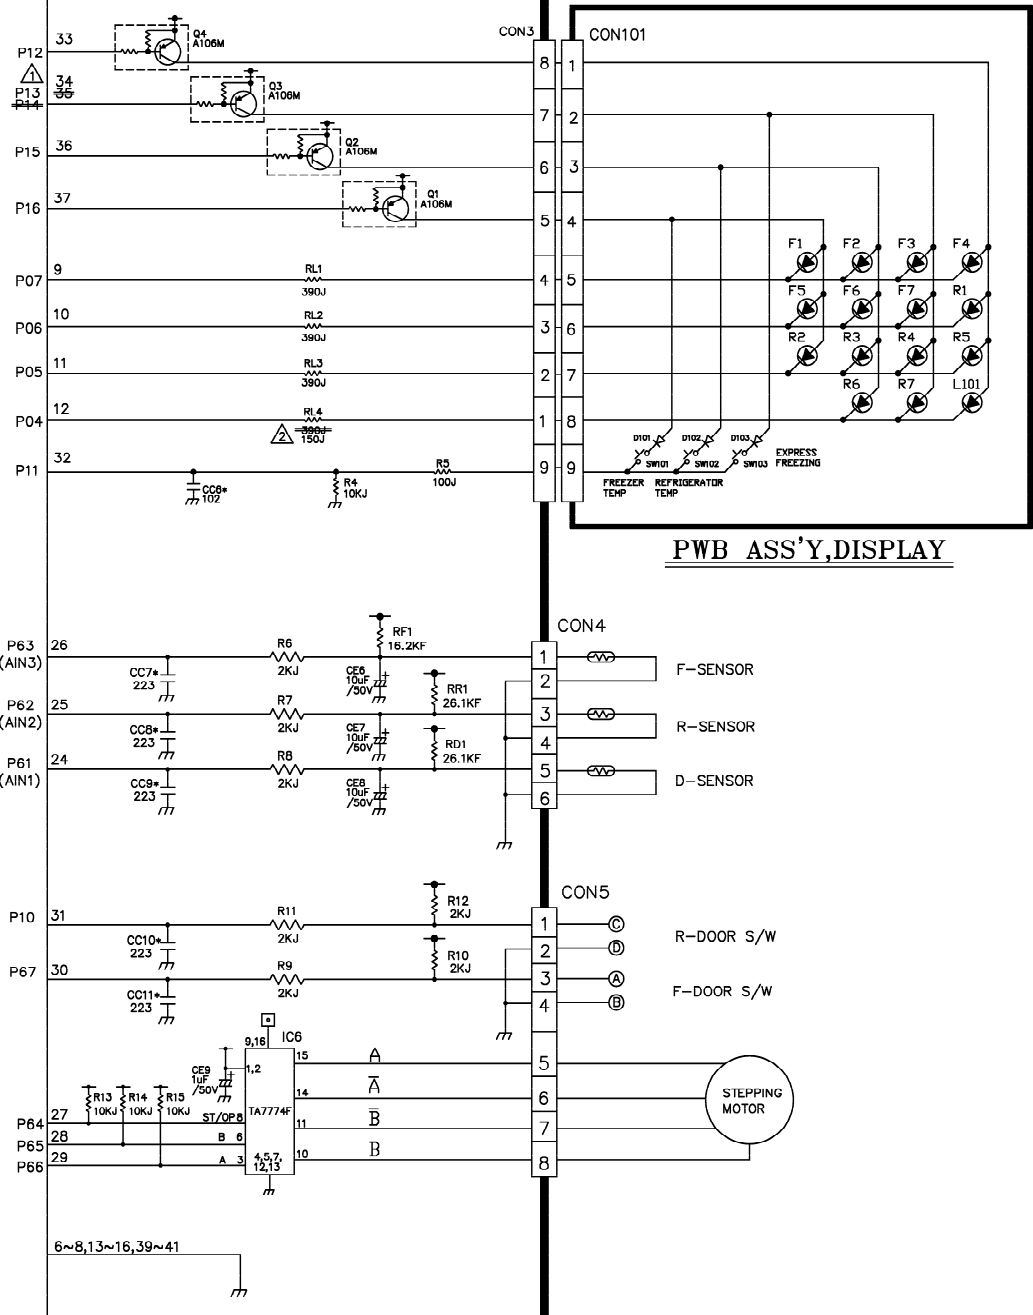 CON3 CON101
P12 33 Q4 A106M 8 1
1
P13 34 Q3 A106M 7 2
P14 35
P15 36 Q2 A106M 6 3
P16 37 Q1 A106M 5 4
F1 F2 F3 F4
P07 9 RL1 390J 4 5
F5 F6 F7 R1
P06 10 RL2 390J 3 6
R2 R3 R4 R5
P05 11 RL3 390J 2 7
R6 R7 L101
P04 12 RL4 390J 150J 1 8
2
D101 D102 D103
SW101 SW102 SW103
EXPRESS
FREEZING
P11 32 CC6* 102 R4 10KJ R5 100J 9 9
FREEZER
TEMP
REFRIGERATOR
TEMP
PWB ASS'Y,DISPLAY
CON4
RF1
16.2KF
P63
(AIN3)
26 R6 2KJ 1
CC7*
223
CE6
10uF
/50V
2
F-SENSOR
RR1
26.1KF
P62
(AIN2)
25 R7 2KJ 3
CC8*
223
CE7
10uF
/50V
4
R-SENSOR
RD1
26.1KF
P61
(AIN1)
24 R8 2KJ 5
CC9*
223
CE8
10uF
/50V
6
D-SENSOR
CON5
R12
2KJ
P10 31 R11 2KJ 1 C
CC10*
223
2 D
R-DOOR S/W
R10
2KJ
P67 30 R9 2KJ 3 A
CC11*
223
4 B
F-DOOR S/W
IC6
9,16
CE9
1uF
/50V
1,2
15 A 5
14 A̅ 6
STEPPING
MOTOR
R13
10KJ
R14
10KJ
R15
10KJ
TA7774F
P64 27 ST/OP 8
11 B̅ 7
P65 28 B 6
10 B 8
P66 29 A 3
4,5,7,
12,13
6~8,13~16,39~41